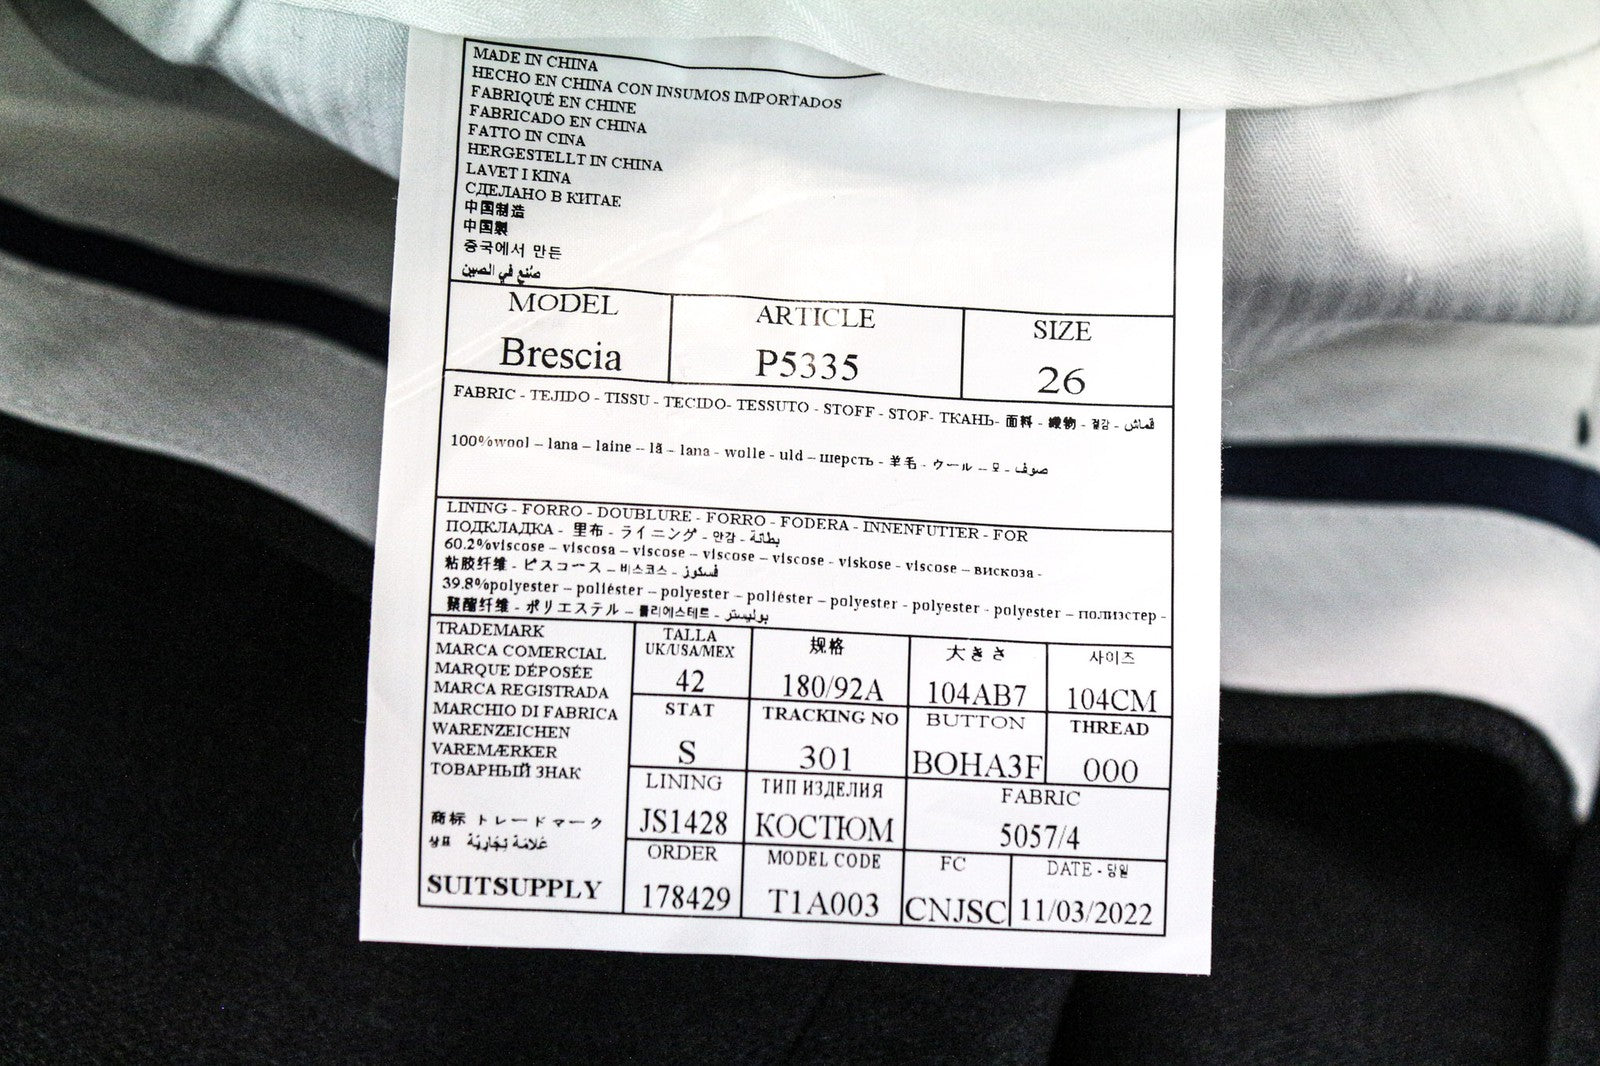 MADE IN CHINA
HECHO EN CHINA CON INSUMOS IMPORTADOS
FABRIQUÉ EN CHINE
FABRICADO EN CHINA
FATTO IN CINA
HERGESTELLT IN CHINA
LAVET I KINA
СДЕЛАНО В КИТАЕ
中国制造
中国製
중국에서 만든
صُنع في الصين
MODEL ARTICLE SIZE
Brescia P5335 26
FABRIC - TEJIDO - TISSU - TECIDO- TESSUTO - STOFF - STOF- ТКАНЬ- 面料 - 織物 - 겉감 - قماش
100%wool – lana – laine – lã – lana - wolle - uld – шерсть - 羊毛 - ウール – 모 - صوف
LINING - FORRO - DOUBLURE - FORRO - FODERA - INNENFUTTER - FOR
ПОДКЛАДКА - 里布 - ライニング - 안감 - بطانة
60.2%viscose – viscosa – viscose – viscose – viscose - viskose - viscose – вискоза -
粘胶纤维 - ビスコース – 비스코스 - فسكوز
39.8%polyester – poliéster – polyester – poliéster – polyester - polyester - polyester – полиэстер -
聚酯纤维 - ポリエステル – 폴리에스테르 - بوليستر
TRADEMARK
MARCA COMERCIAL
MARQUE DÉPOSÉE
MARCA REGISTRADA
MARCHIO DI FABRICA
WARENZEICHEN
VAREMÆRKER
ТОВАРНЫЙ ЗНАК
商标 トレードマーク
상표 عَلامَة تِجَارِيَّة
SUITSUPPLY
TALLA UK/USA/MEX 规格 大きさ 사이즈
42 180/92A 104AB7 104CM
STAT TRACKING NO BUTTON THREAD
S 301 BOHA3F 000
LINING ТИП ИЗДЕЛИЯ FABRIC
JS1428 КОСТЮМ 5057/4
ORDER MODEL CODE FC DATE - 당일
178429 T1A003 CNJSC 11/03/2022